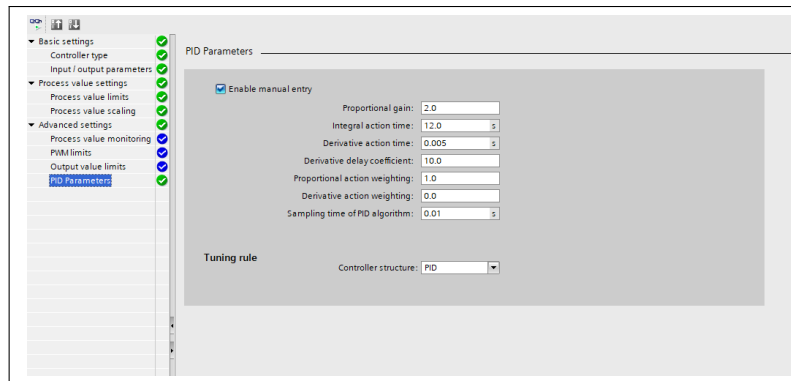 Basic settings
Controller type
Input / output parameters
Process value settings
Process value limits
Process value scaling
Advanced settings
Process value monitoring
PWM limits
Output value limits
PID Parameters
PID Parameters
Enable manual entry
Proportional gain: 2.0
Integral action time: 12.0 s
Derivative action time: 0.005 s
Derivative delay coefficient: 10.0
Proportional action weighting: 1.0
Derivative action weighting: 0.0
Sampling time of PID algorithm: 0.01 s
Tuning rule
Controller structure: PID